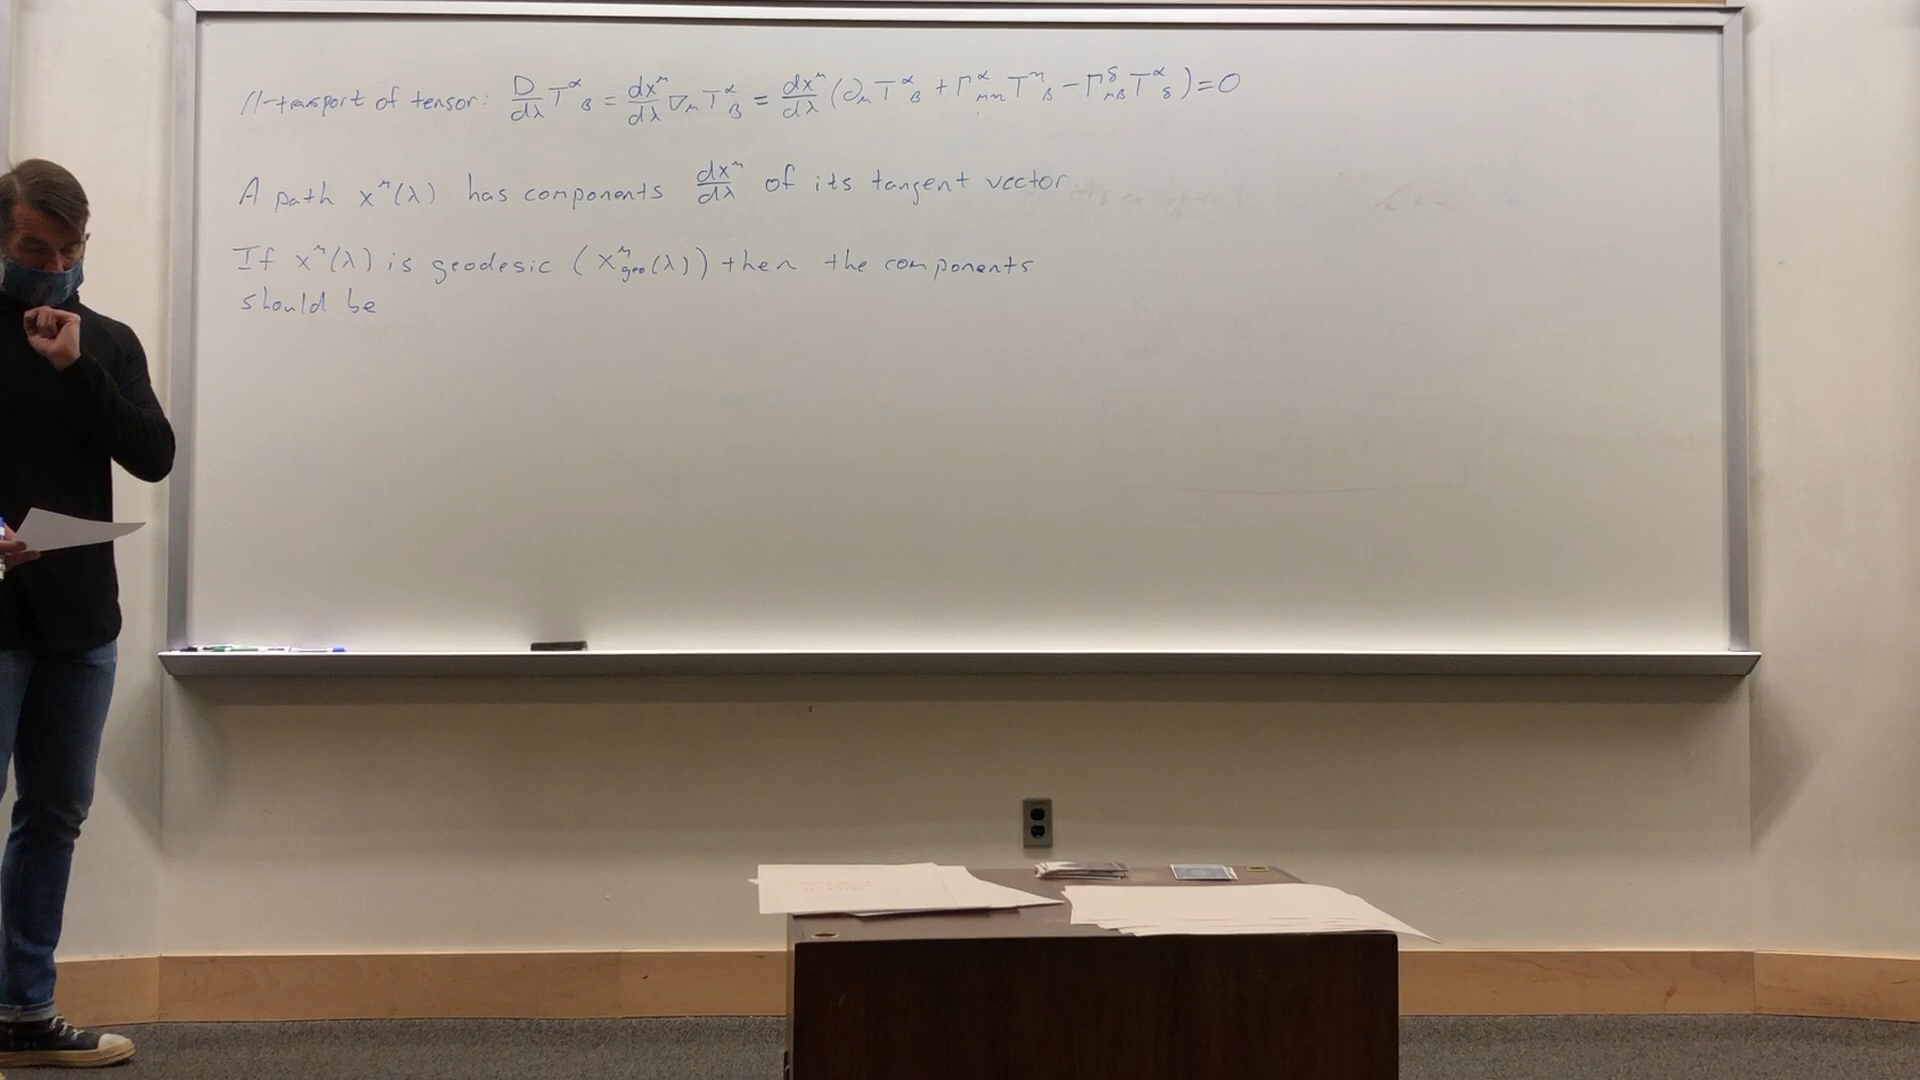 //-transport of tensor: D/dλ T^α_β = dx^μ/dλ ∇_μ T^α_β = dx^μ/dλ (∂_μ T^α_β + Γ^α_μη T^η_β − Γ^δ_μβ T^α_δ) = 0
A path x^μ(λ) has components dx^μ/dλ of its tangent vector.
If x^μ(λ) is geodesic (x^μ_geo(λ)) then the components
should be